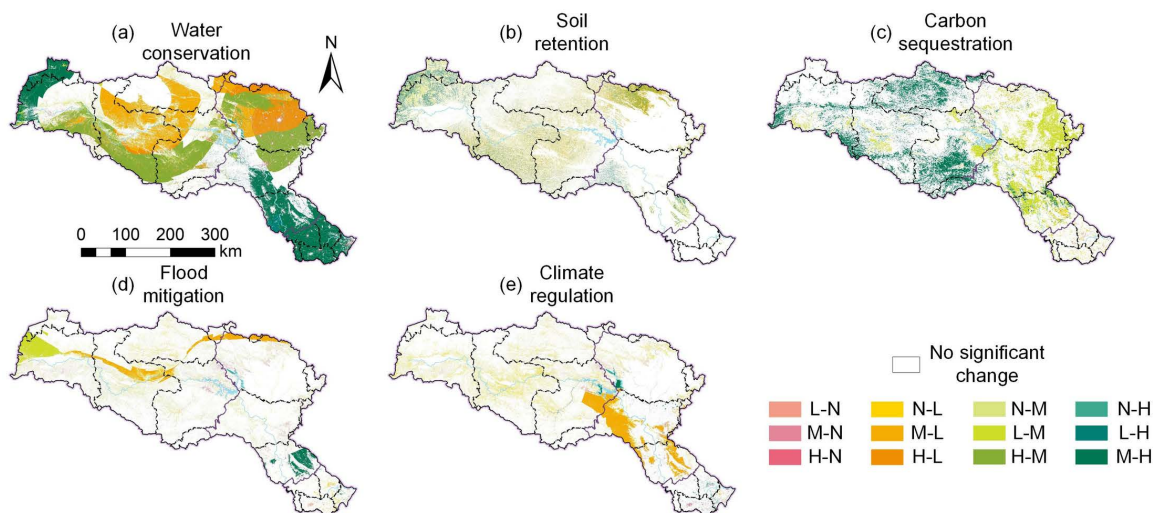 (a) Water
conservation
N
(b) Soil
retention
(c) Carbon
sequestration
0 100 200 300
km
(d) Flood
mitigation
(e) Climate
regulation
No significant
change
L-N N-L N-M N-H
M-N M-L L-M L-H
H-N H-L H-M M-H